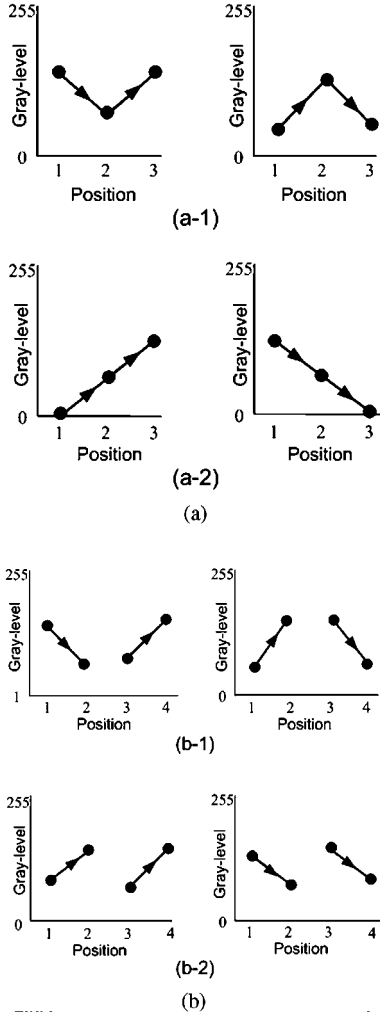 255
Gray-level
0
1 2 3
Position
255
Gray-level
0
1 2 3
Position
(a-1)
255
Gray-level
0
1 2 3
Position
255
Gray-level
0
1 2 3
Position
(a-2)
(a)
255
Gray-level
1
1 2 3 4
Position
255
Gray-level
0
1 2 3 4
Position
(b-1)
255
Gray-level
0
1 2 3 4
Position
255
Gray-level
0
1 2 3 4
Position
(b-2)
(b)